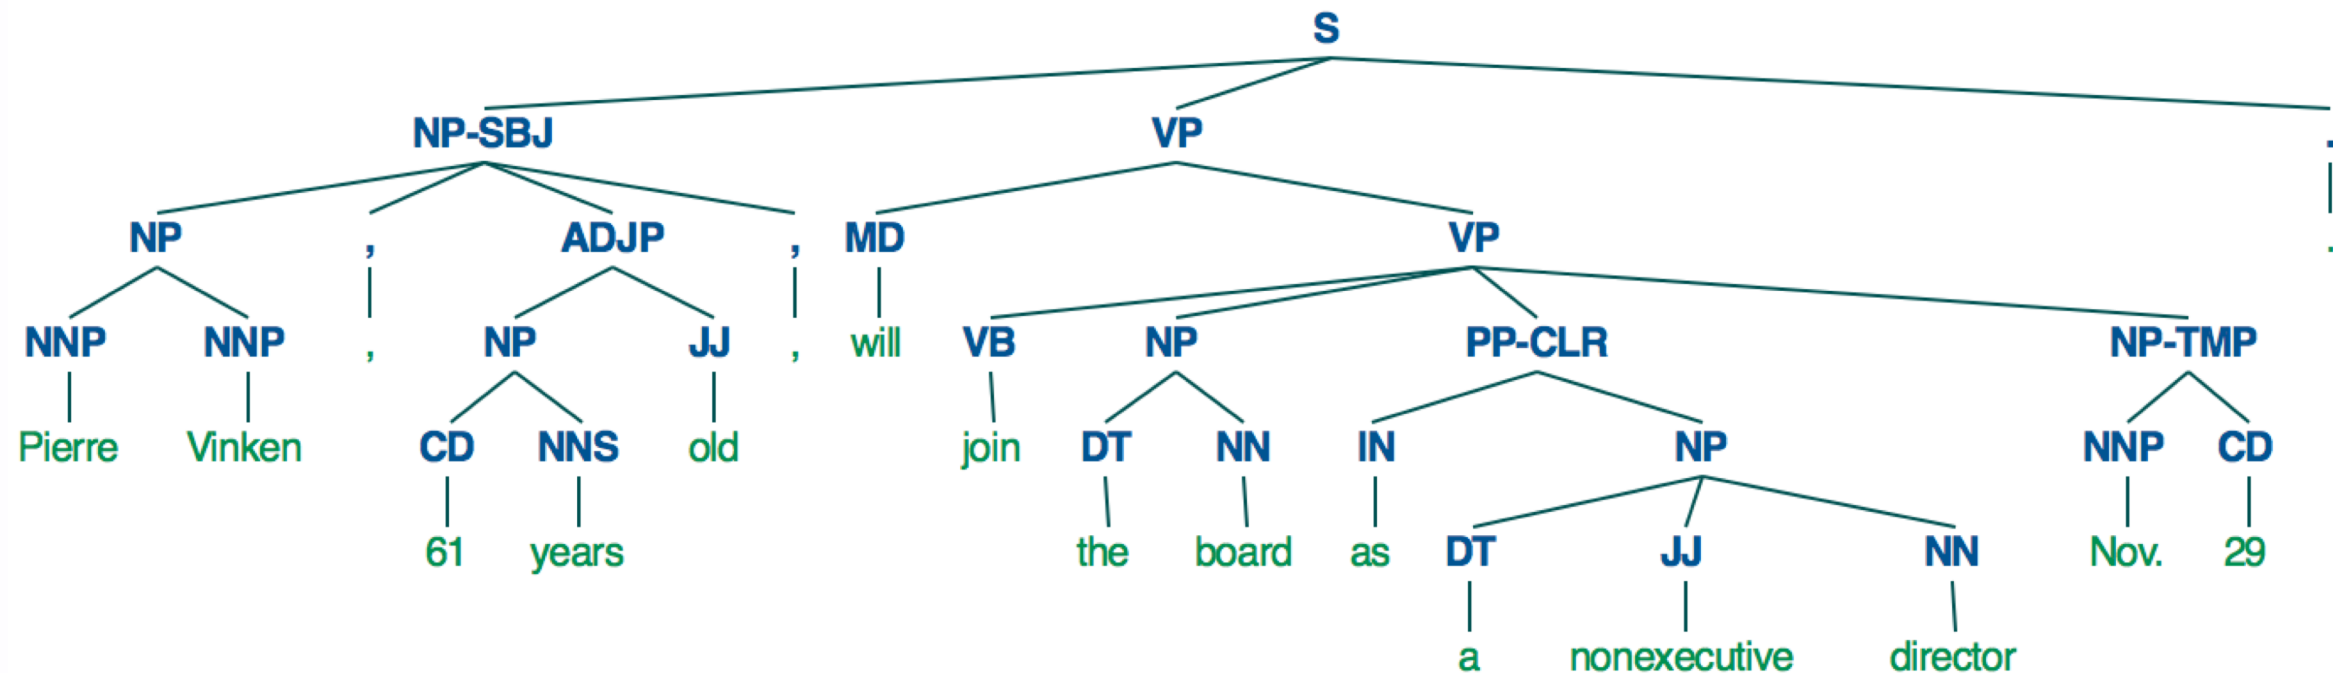 S
NP-SBJ VP .
NP , ADJP , MD VP .
NNP NNP , NP JJ , will VB NP PP-CLR NP-TMP
Pierre Vinken CD NNS old join DT NN IN NP NNP CD
61 years the board as DT JJ NN Nov. 29
a nonexecutive director